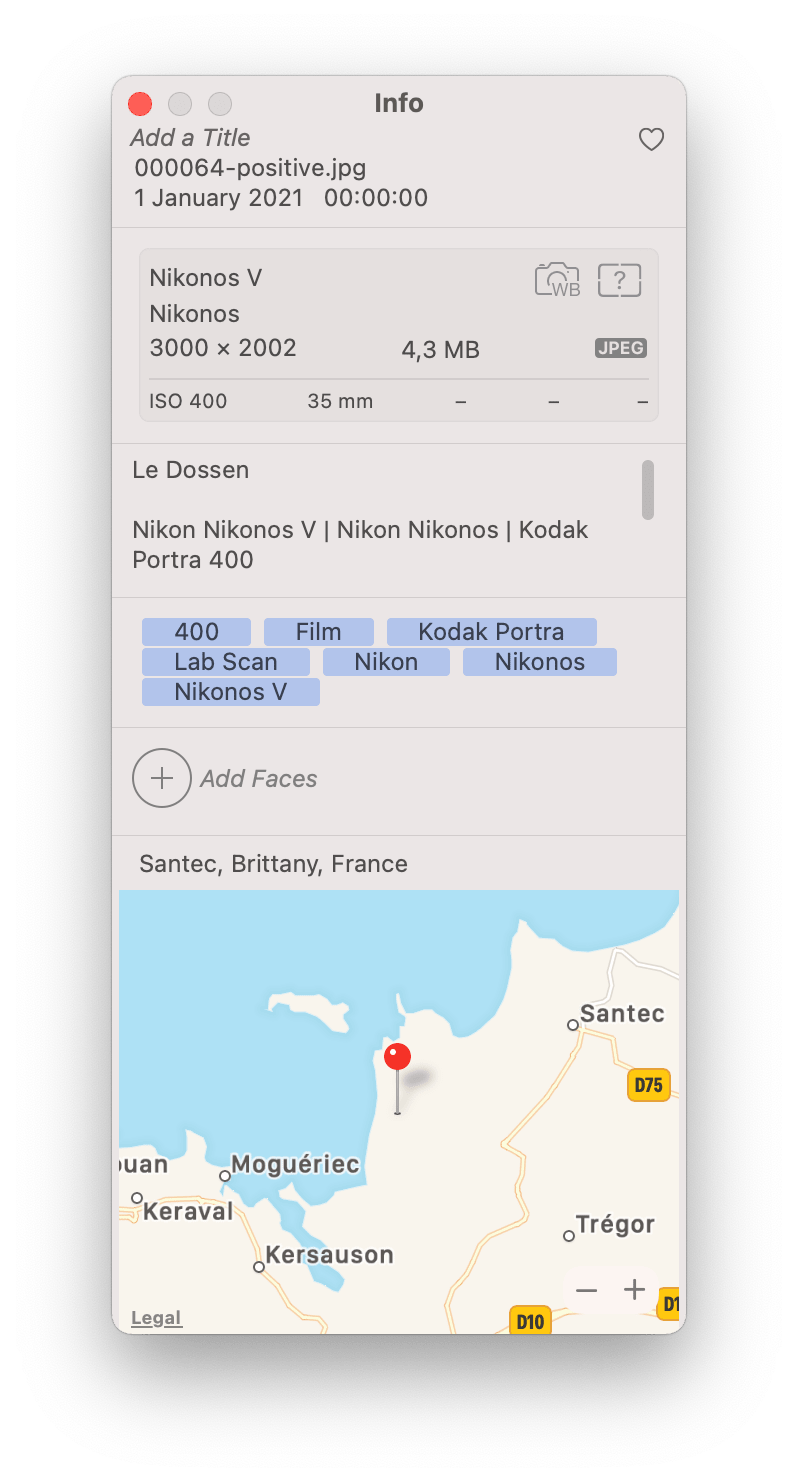 Info
Add a Title
000064-positive.jpg
1 January 2021 00:00:00
Nikonos V
WB
?
Nikonos
3000 × 2002 4,3 MB JPEG
ISO 400 35 mm – – –
Le Dossen
Nikon Nikonos V | Nikon Nikonos | Kodak
Portra 400
400 Film Kodak Portra
Lab Scan Nikon Nikonos
Nikonos V
Add Faces
Santec, Brittany, France
Santec
D75
ouan
Moguériec
Keraval
Trégor
Kersauson
D10
D1
Legal